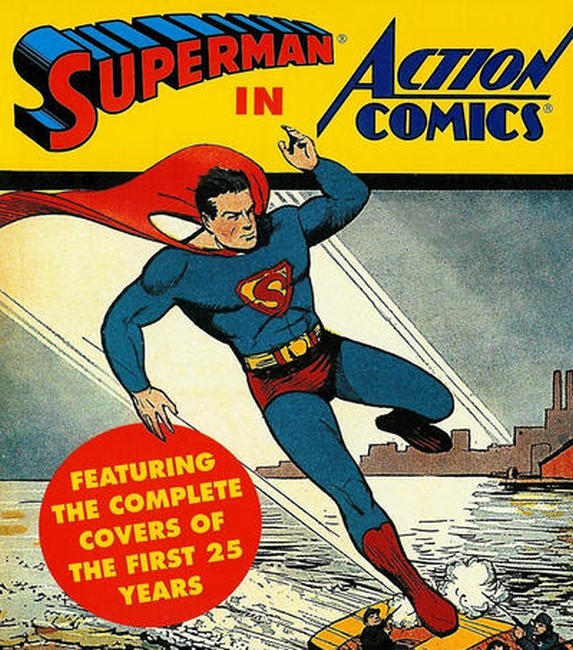 SUPERMAN®
IN
ACTION
COMICS®
S
FEATURING
THE COMPLETE
COVERS OF
THE FIRST 25
YEARS